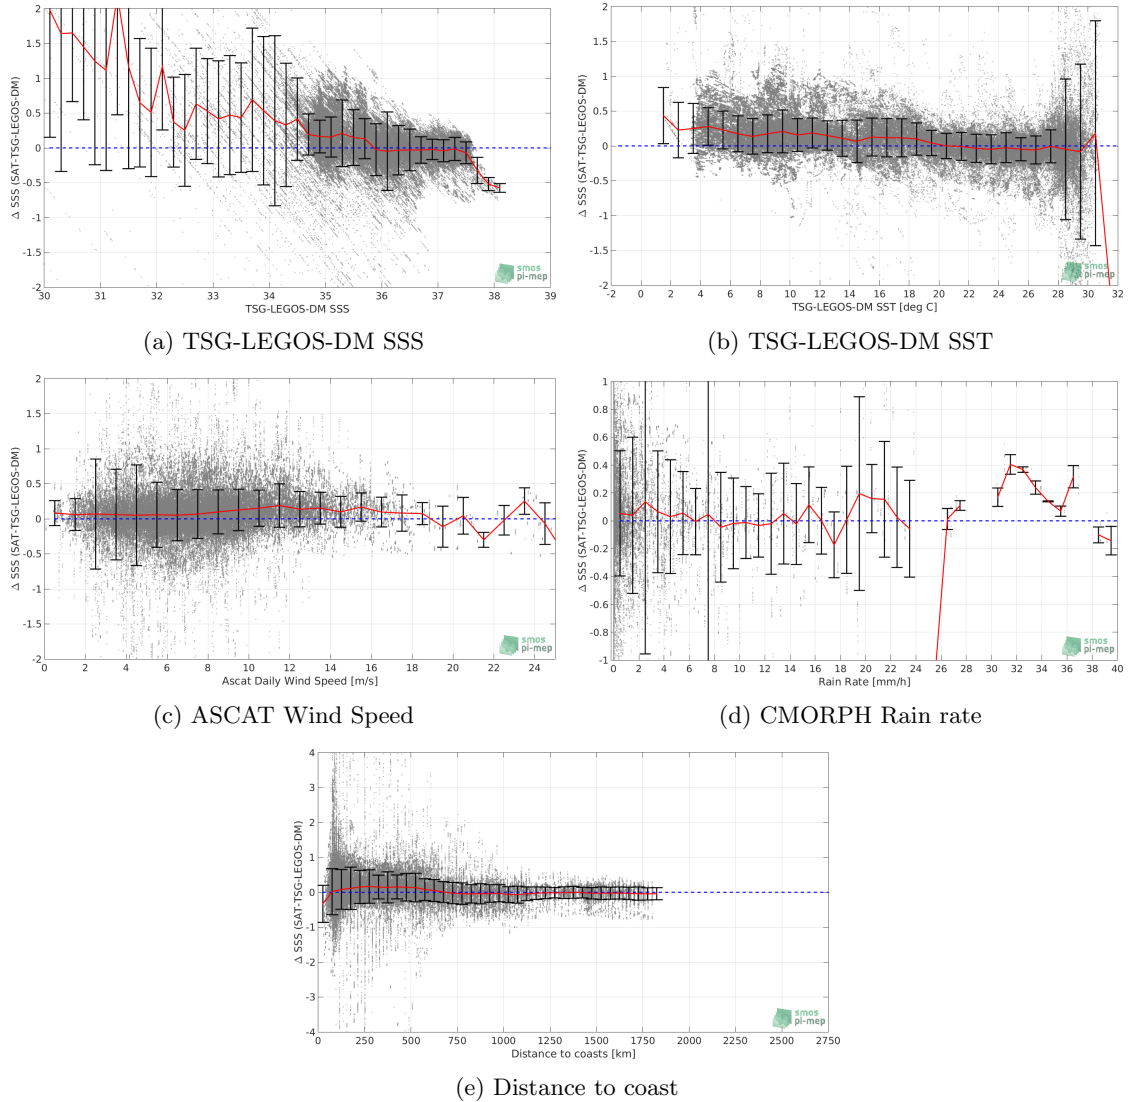 2
1.5
1
0.5
0
-0.5
-1
-1.5
-2
Δ SSS (SAT-TSG-LEGOS-DM)
30 31 32 33 34 35 36 37 38 39
TSG-LEGOS-DM SSS
smos
pi-mep
(a) TSG-LEGOS-DM SSS
2
1.5
1
0.5
0
-0.5
-1
-1.5
-2
Δ SSS (SAT-TSG-LEGOS-DM)
-2 0 2 4 6 8 10 12 14 16 18 20 22 24 26 28 30 32
TSG-LEGOS-DM SST [deg C]
smos
pi-mep
(b) TSG-LEGOS-DM SST
2
1.5
1
0.5
0
-0.5
-1
-1.5
-2
Δ SSS (SAT-TSG-LEGOS-DM)
0 2 4 6 8 10 12 14 16 18 20 22 24
Ascat Daily Wind Speed [m/s]
smos
pi-mep
(c) ASCAT Wind Speed
1
0.8
0.6
0.4
0.2
0
-0.2
-0.4
-0.6
-0.8
-1
Δ SSS (SAT-TSG-LEGOS-DM)
0 2 4 6 8 10 12 14 16 18 20 22 24 26 28 30 32 34 36 38 40
Rain Rate [mm/h]
smos
pi-mep
(d) CMORPH Rain rate
4
3
2
1
0
-1
-2
-3
-4
Δ SSS (SAT-TSG-LEGOS-DM)
0 250 500 750 1000 1250 1500 1750 2000 2250 2500 2750
Distance to coasts [km]
smos
pi-mep
(e) Distance to coast